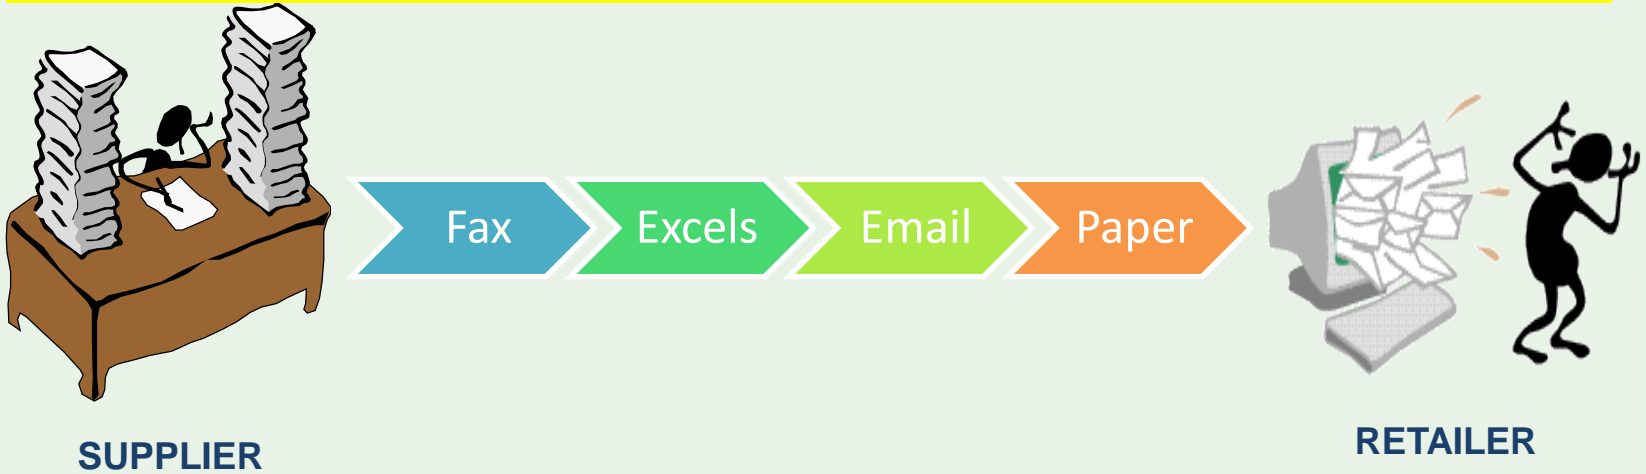 Fax
Excels
Email
Paper
SUPPLIER
RETAILER